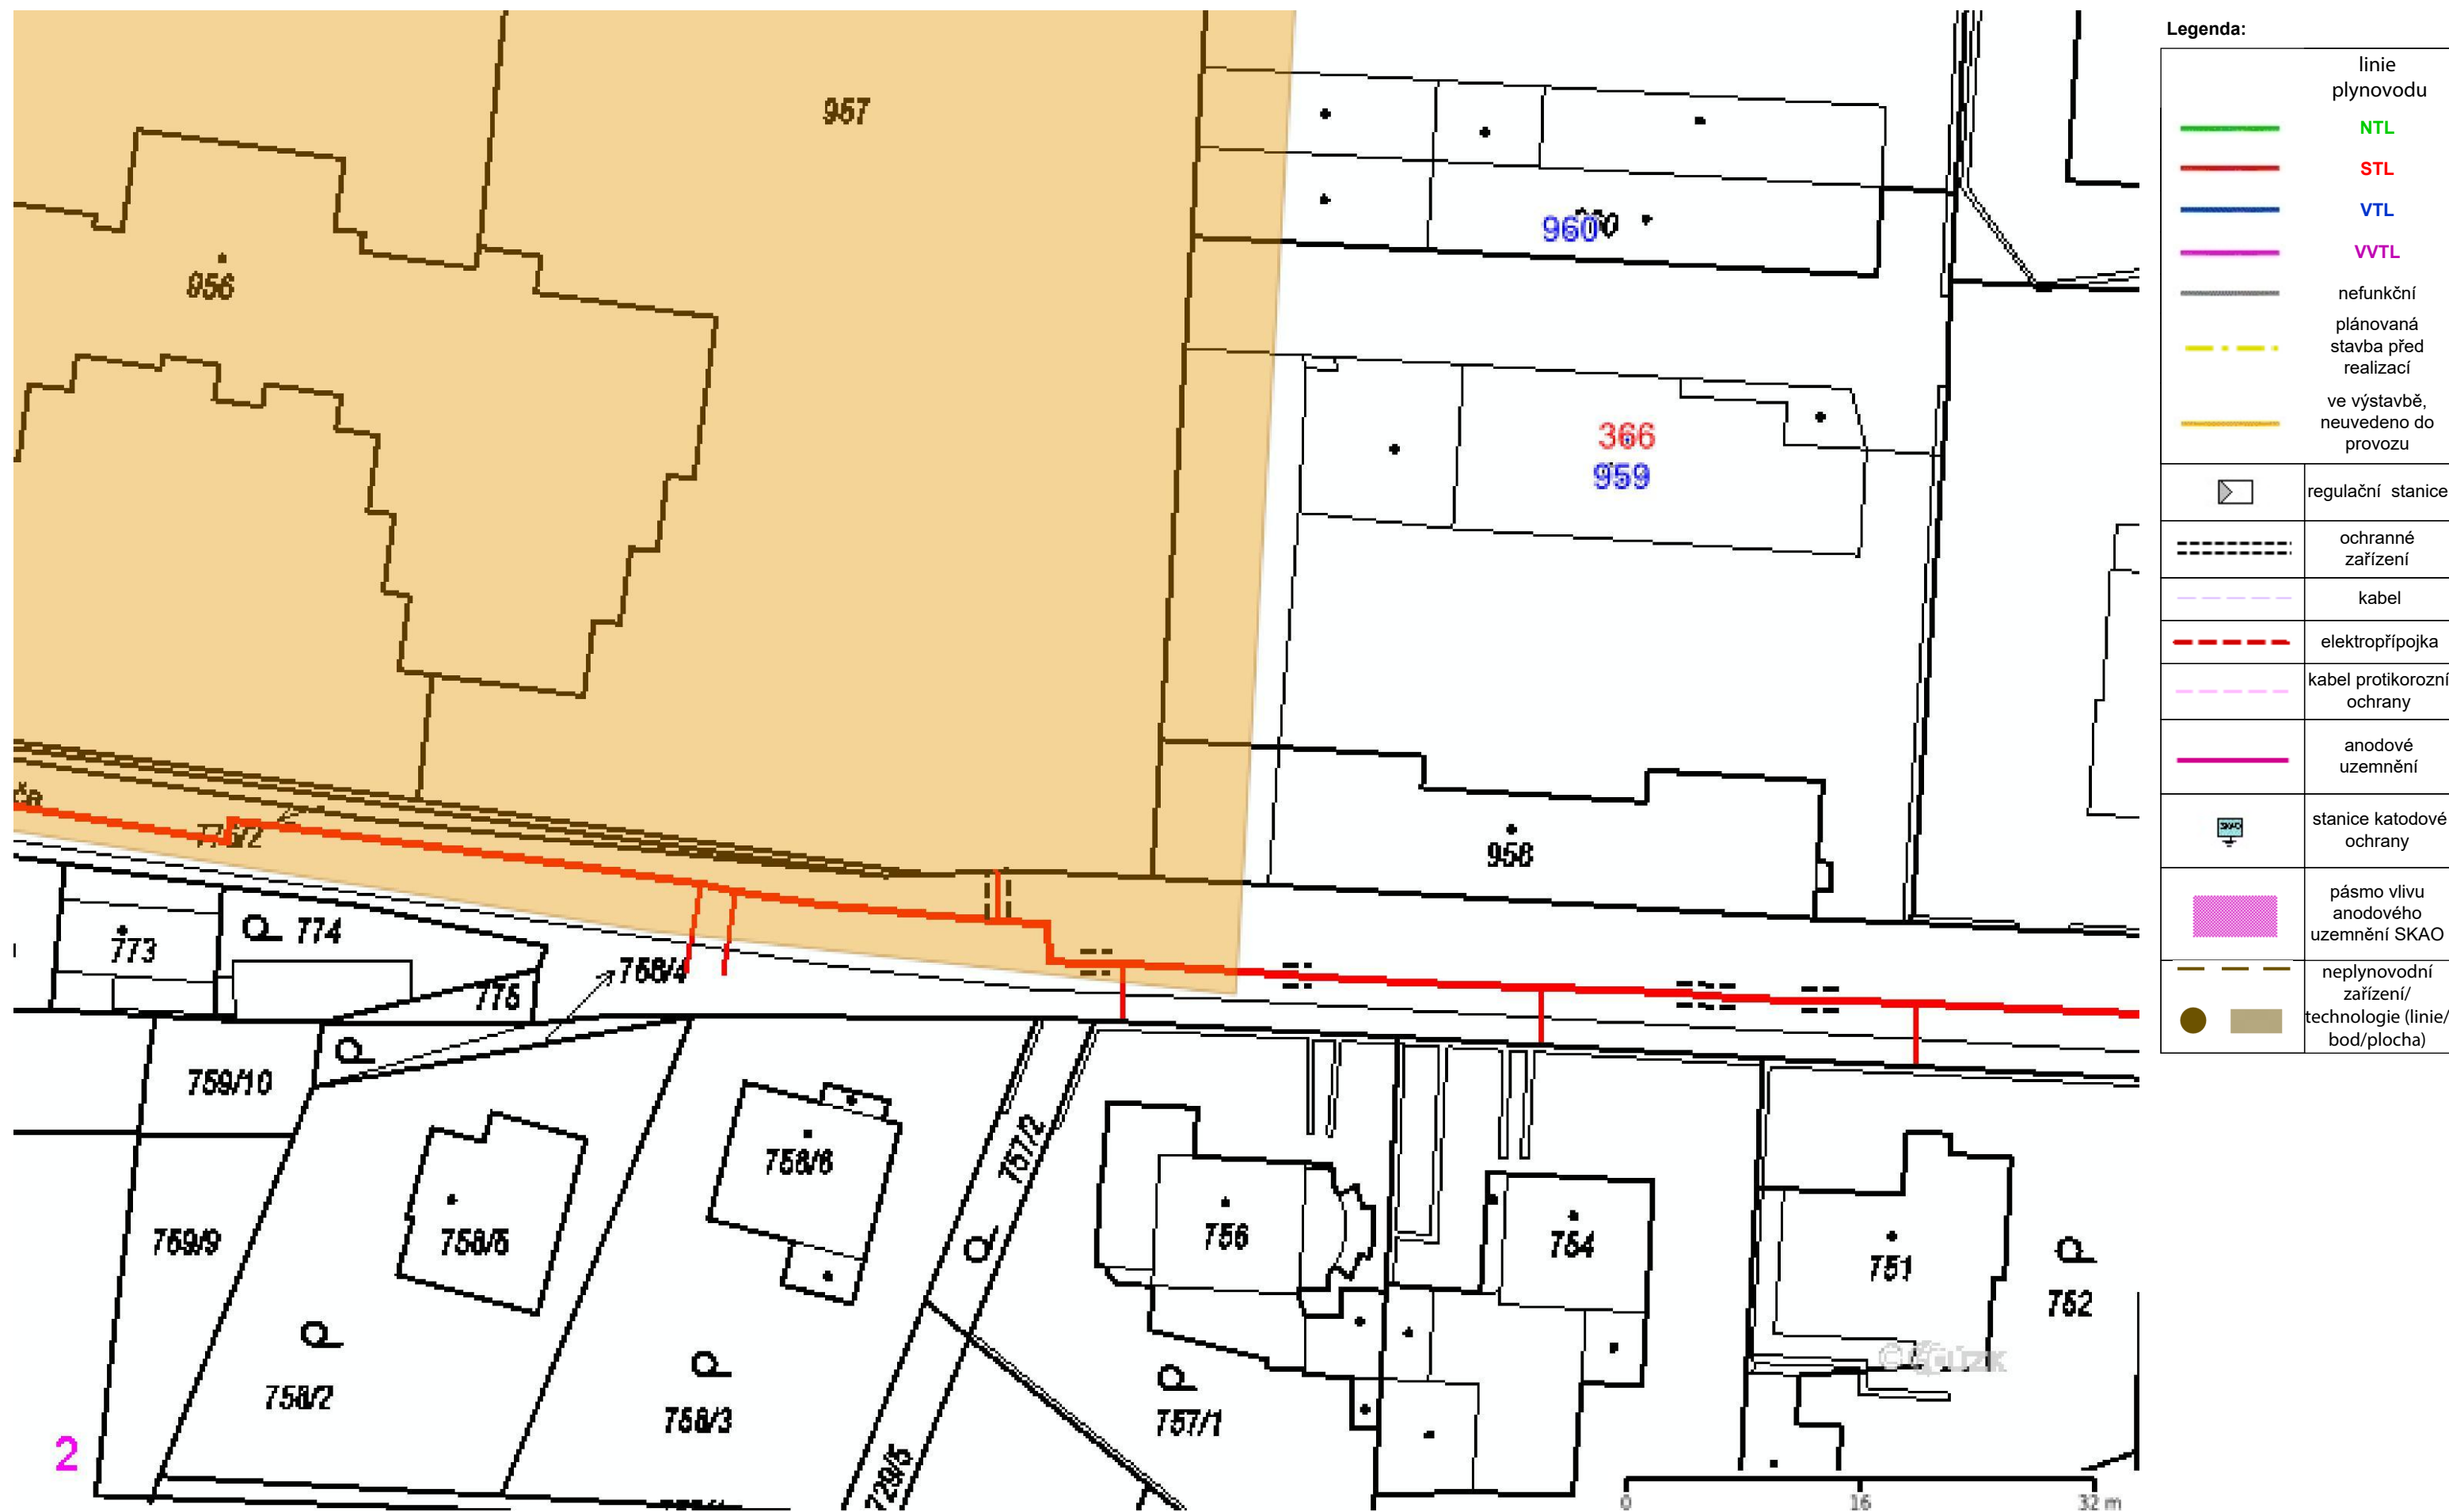 957
956
960
366
959
958
774
773
775
768/4
759/10
758/6
757/2
759/9
758/5
756
754
751
752
758/2
758/3
757/1
729/5
2
0 16 32 m
Legenda:
linie
plynovodu
NTL
STL
VTL
VVTL
nefunkční
plánovaná
stavba před
realizací
ve výstavbě,
neuvedeno do
provozu
regulační stanice
ochranné
zařízení
kabel
elektropřípojka
kabel protikorozní
ochrany
anodové
uzemnění
SKAO
stanice katodové
ochrany
pásmo vlivu
anodového
uzemnění SKAO
neplynovodní
zařízení/
technologie (linie/
bod/plocha)